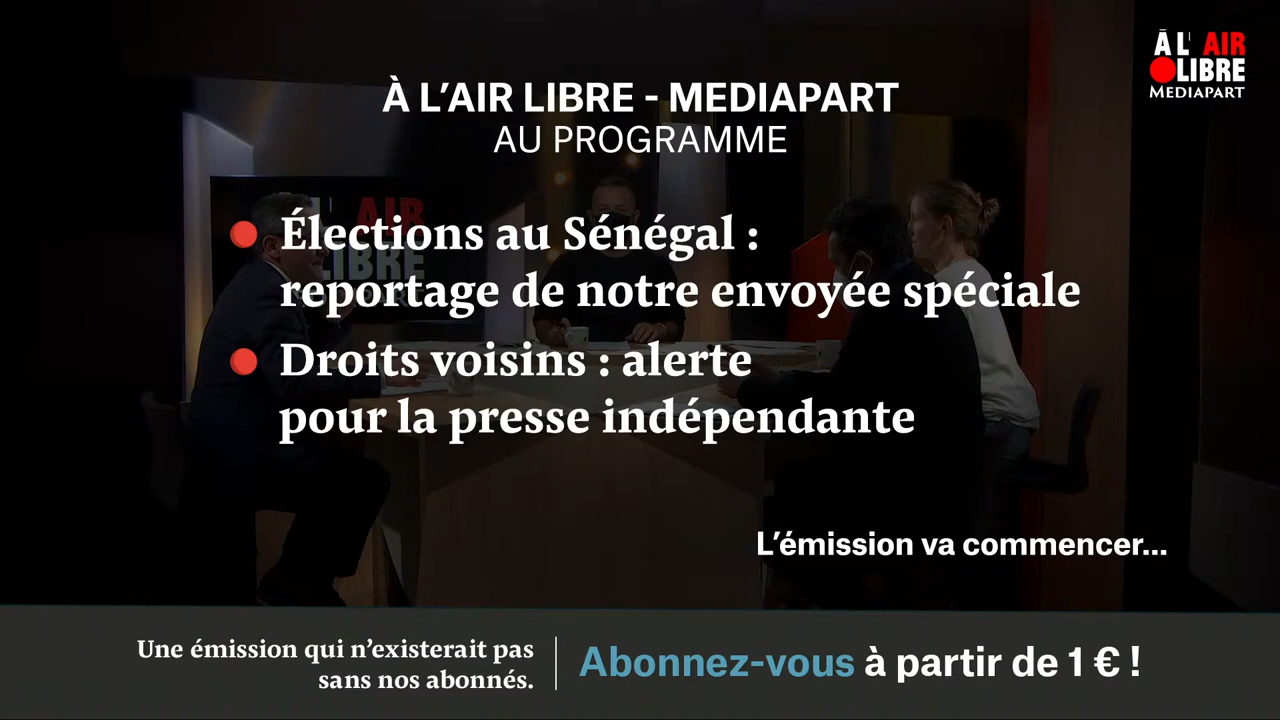 À L' AIR
LIBRE
MEDIAPART
À L’AIR LIBRE - MEDIAPART
AU PROGRAMME
AIR
LIBRE
Élections au Sénégal :
reportage de notre envoyée spéciale
Droits voisins : alerte
pour la presse indépendante
L’émission va commencer...
Une émission qui n’existerait pas
sans nos abonnés.
Abonnez-vous à partir de 1 € !